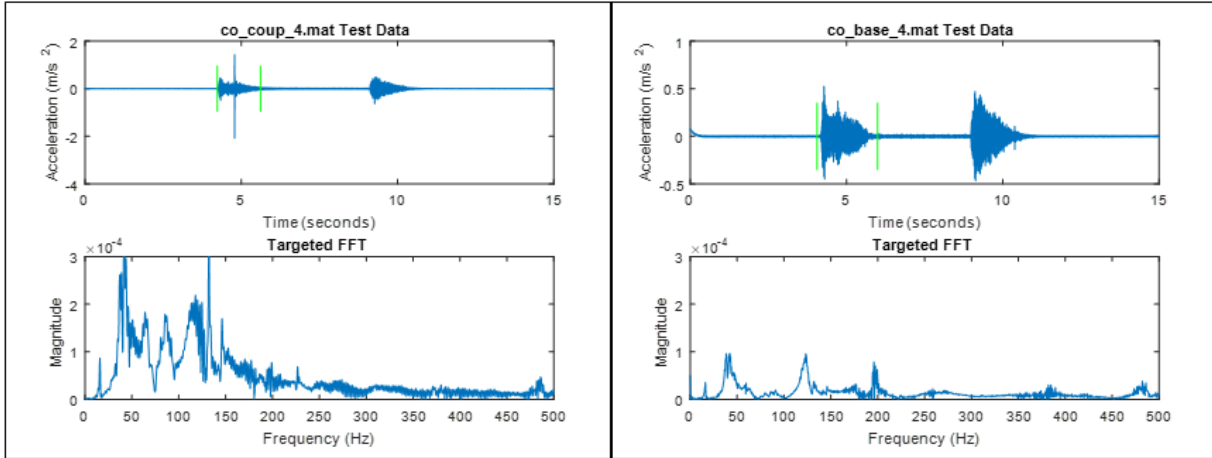 co_coup_4.mat Test Data
Acceleration (m/s 2)
2
0
-2
-4
0 5 10 15
Time (seconds)
Targeted FFT
×10 -4
Magnitude
3
2
1
0
0 50 100 150 200 250 300 350 400 450 500
Frequency (Hz)
co_base_4.mat Test Data
Acceleration (m/s 2)
1
0.5
0
-0.5
0 5 10 15
Time (seconds)
Targeted FFT
×10 -4
Magnitude
3
2
1
0
0 50 100 150 200 250 300 350 400 450 500
Frequency (Hz)